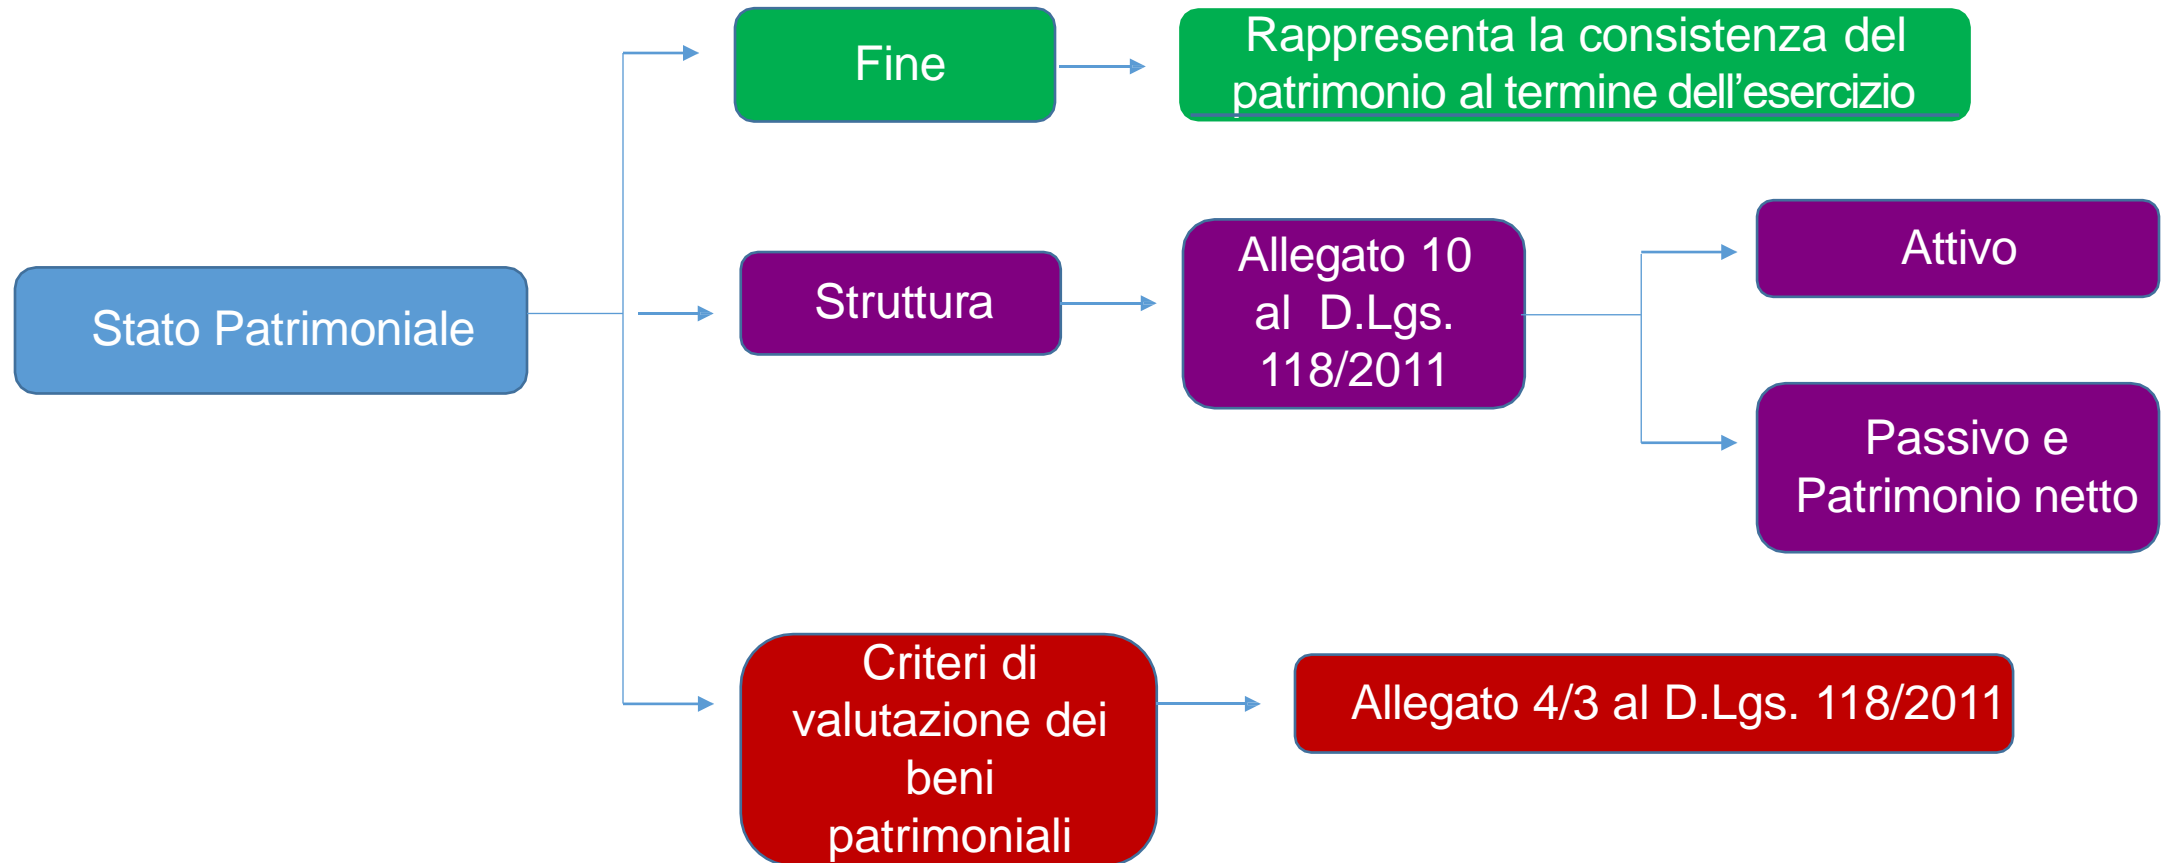 Stato Patrimoniale
Fine
Rappresenta la consistenza del
patrimonio al termine dell’esercizio
Struttura
Allegato 10
al D.Lgs.
118/2011
Attivo
Passivo e
Patrimonio netto
Criteri di
valutazione dei
beni
patrimoniali
Allegato 4/3 al D.Lgs. 118/2011